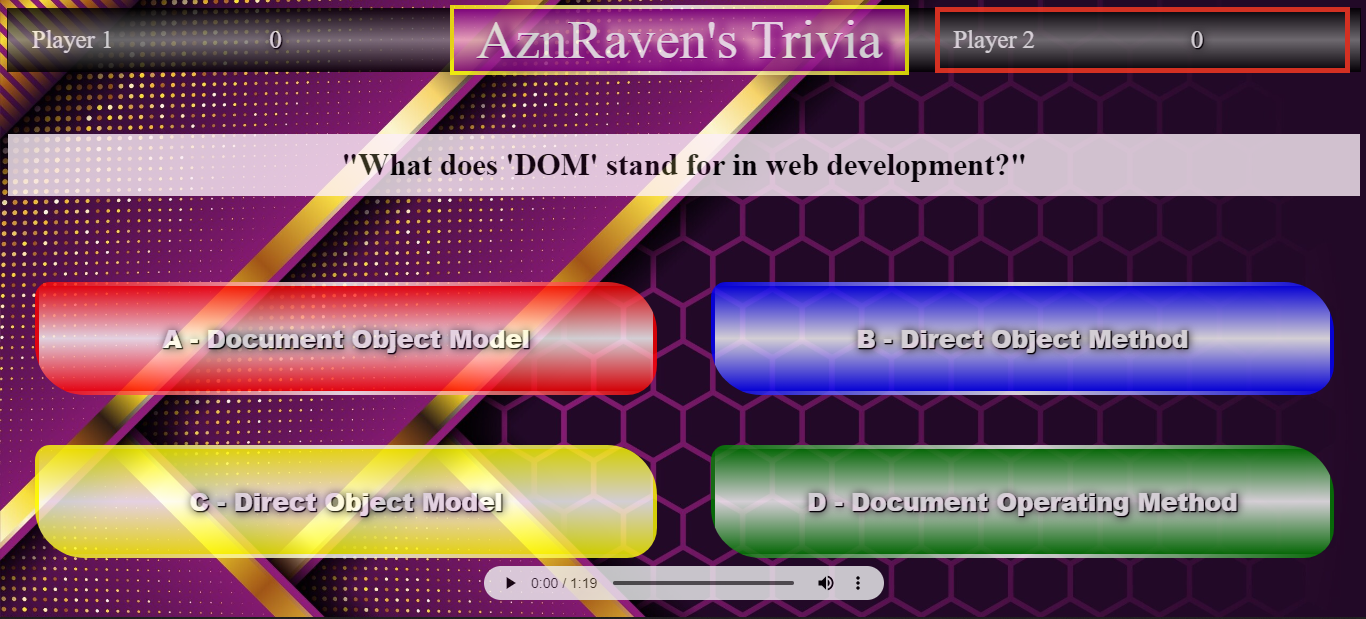 Player 1 0
AznRaven's Trivia
Player 2 0
"What does 'DOM' stand for in web development?"
A - Document Object Model
B - Direct Object Method
C - Direct Object Model
D - Document Operating Method
0:00 / 1:19